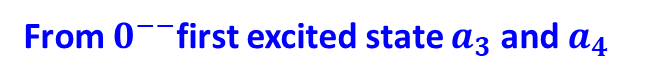 From 0⁻⁻ first excited state a₃ and a₄